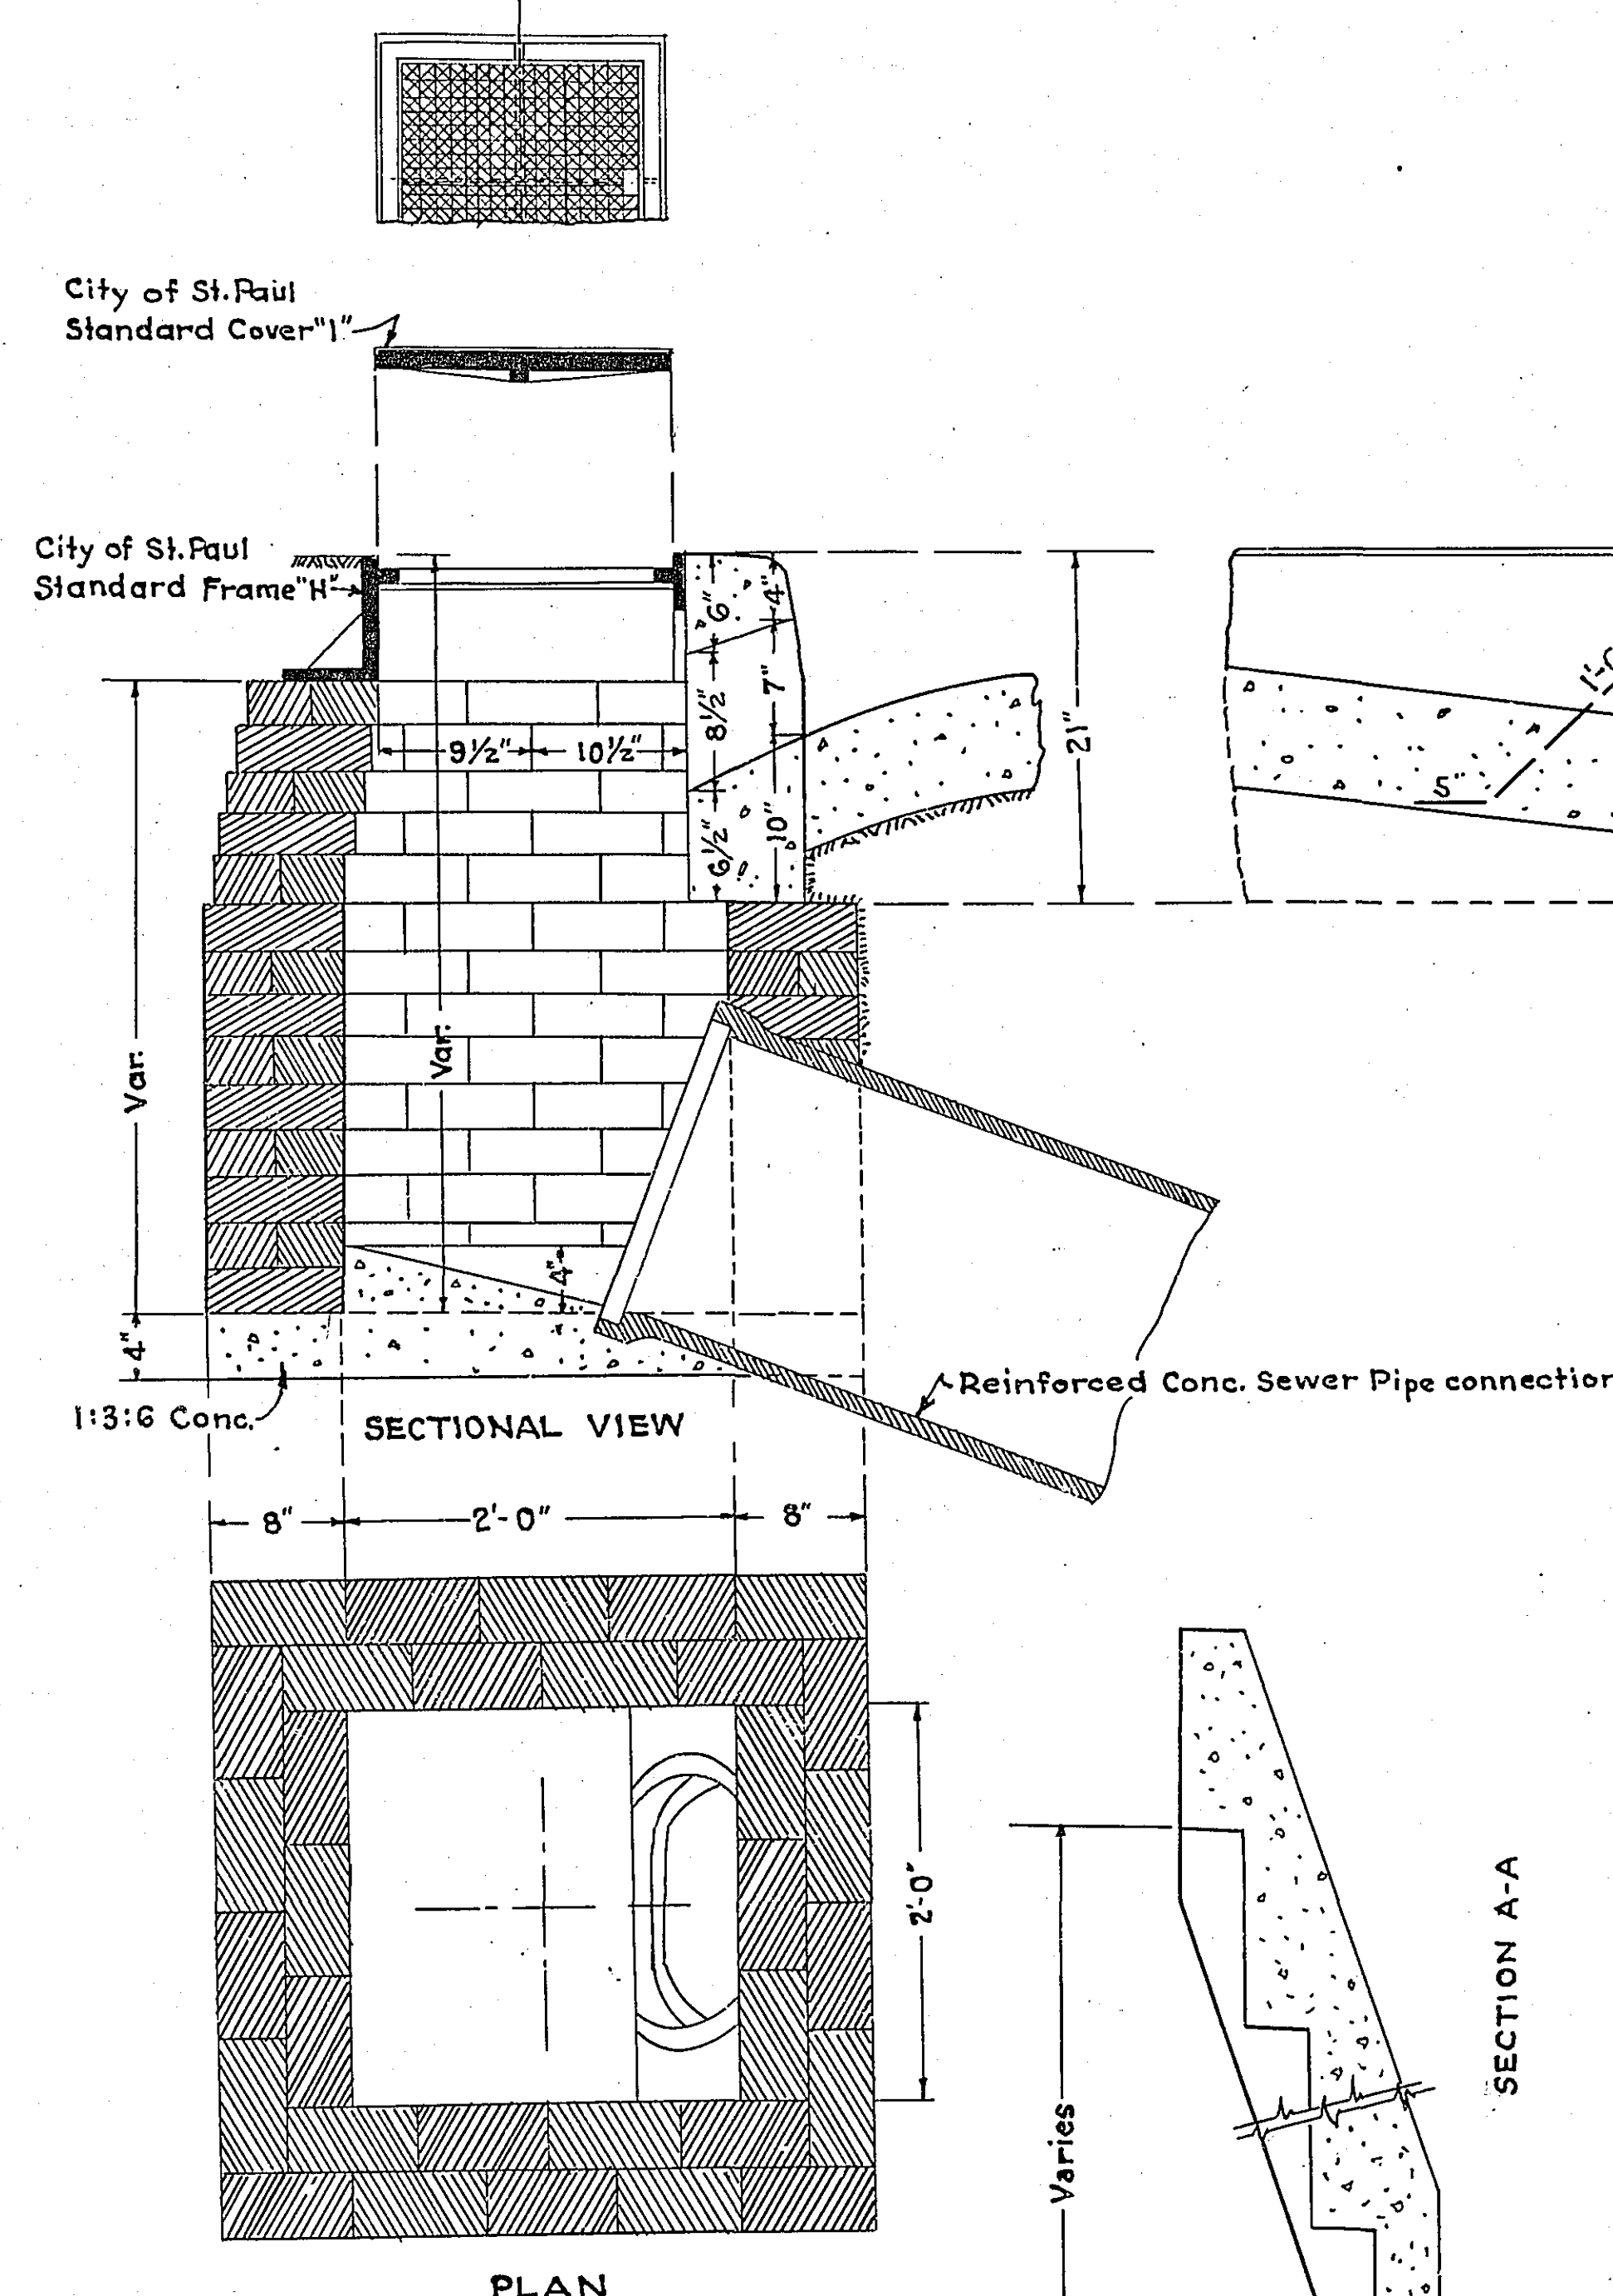 City of St. Paul
Standard Cover "I"
City of St. Paul
Standard Frame "H"
6"
4"
8½"
7"
9½"
10½"
6½"
10"
21"
5"
Var.
Var.
4"
4"
1:3:6 Conc.
SECTIONAL VIEW
Reinforced Conc. Sewer Pipe connection
8"
2'-0"
8"
2'-0"
Varies
SECTION A-A
PLAN